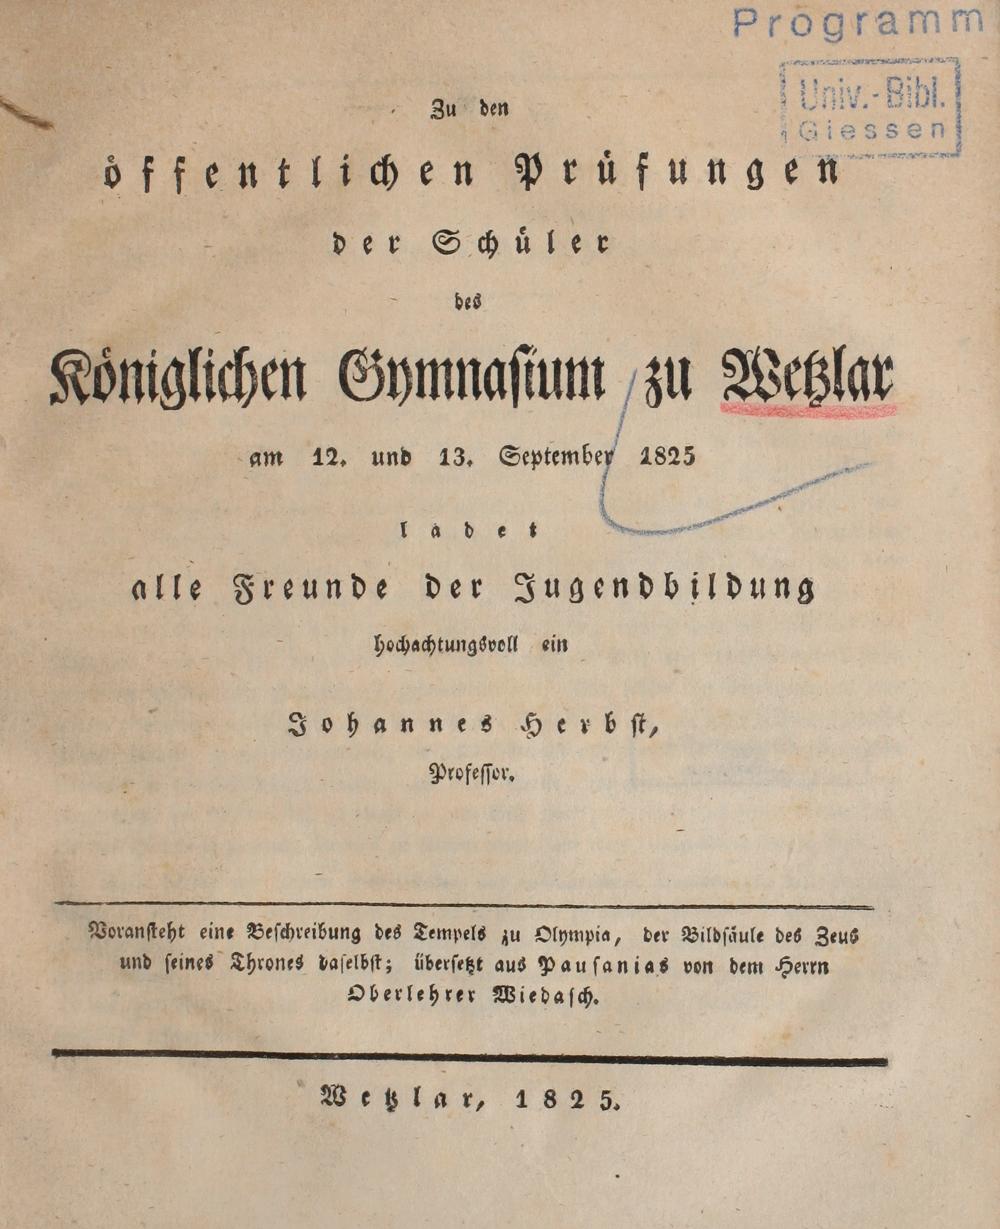 Programm
Univ.-Bibl.
Giessen
Zu den
öffentlichen Prüfungen
der Schüler
des
Königlichen Gymnasium zu Wetzlar
am 12. und 13. September 1825
ladet
alle Freunde der Jugendbildung
hochachtungsvoll ein
Johannes Herbst,
Professor.
Voransteht eine Beschreibung des Tempels zu Olympia, der Bildsäule des Zeus
und seines Thrones daselbst; übersetzt aus Pausanias von dem Herrn
Oberlehrer Wiedasch.
Wetzlar, 1825.